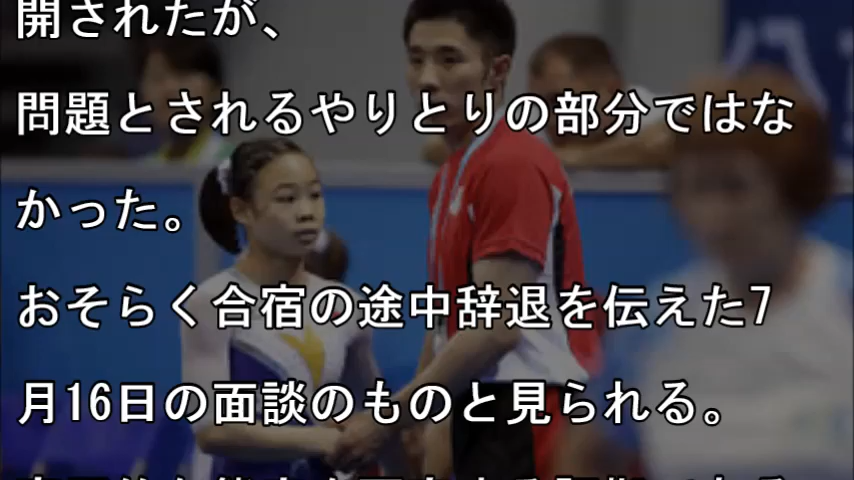 開されたが、
問題とされるやりとりの部分ではな
かった。
おそらく合宿の途中辞退を伝えた7
月16日の面談のものと見られる。